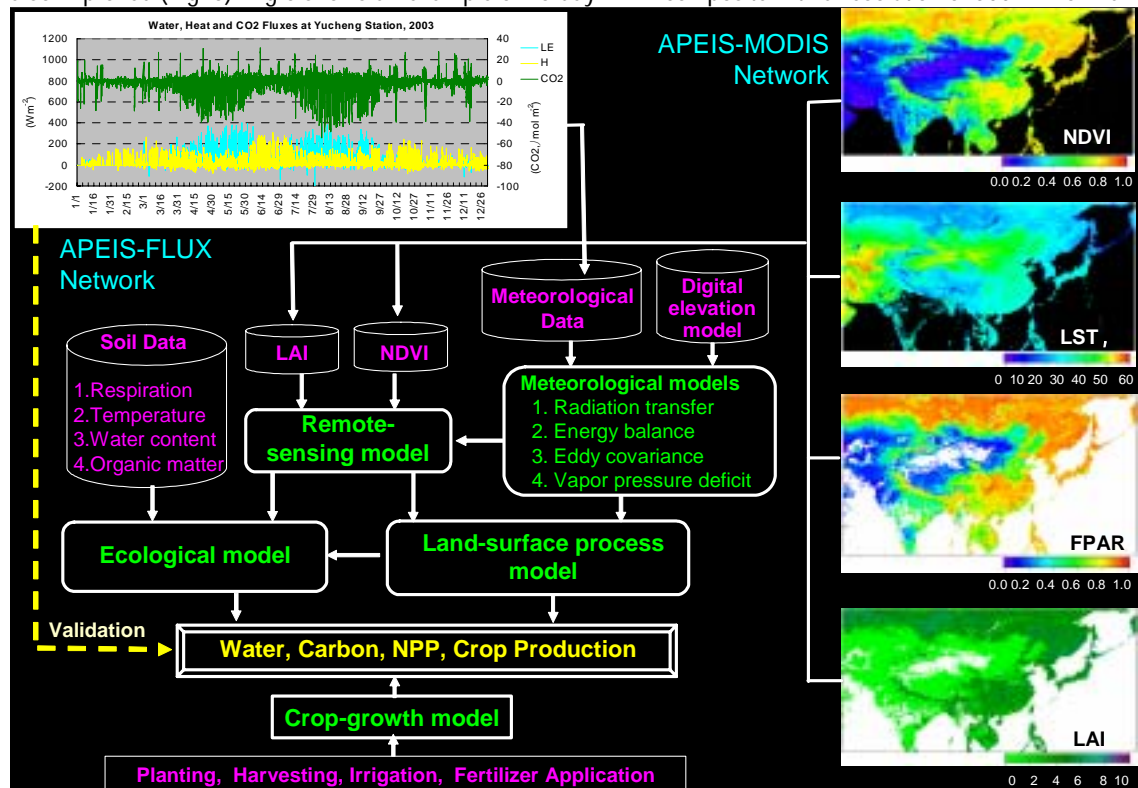 Water, Heat and CO2 Fluxes at Yucheng Station, 2003
1200
1000
800
600
400
200
0
-200
(Wm-2)
40
20
0
-20
-40
-60
-80
-100
(CO2,/mol m2)
LE
H
CO2
1/1
1/16
1/31
2/15
3/1
3/16
3/31
4/15
4/30
5/15
5/30
6/14
6/29
7/14
7/29
8/13
8/28
9/12
9/27
10/12
10/27
11/11
11/26
12/11
12/26
APEIS-MODIS
Network
NDVI
0.0 0.2 0.4 0.6 0.8 1.0
APEIS-FLUX
Network
LST ,
0 10 20 30 40 50 60
Soil Data
1.Respiration
2.Temperature
3.Water content
4.Organic matter
LAI
NDVI
Meteorological
Data
Digital
elevation
model
Meteorological models
1. Radiation transfer
2. Energy balance
3. Eddy covariance
4. Vapor pressure deficit
Remote-
sensing model
Ecological model
Land-surface process
model
FPAR
0.0 0.2 0.4 0.6 0.8 1.0
Validation
Water, Carbon, NPP, Crop Production
Crop-growth model
Planting, Harvesting, Irrigation, Fertilizer Application
LAI
0 2 4 6 8 10